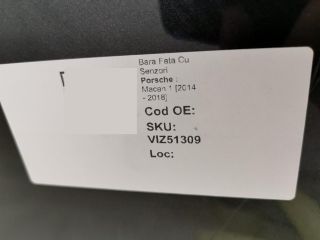 Bara Fata Cu
Senzori
Porsche :
Macan 1 [2014
- 2018]
Cod OE:
SKU:
VIZ51309
Loc: